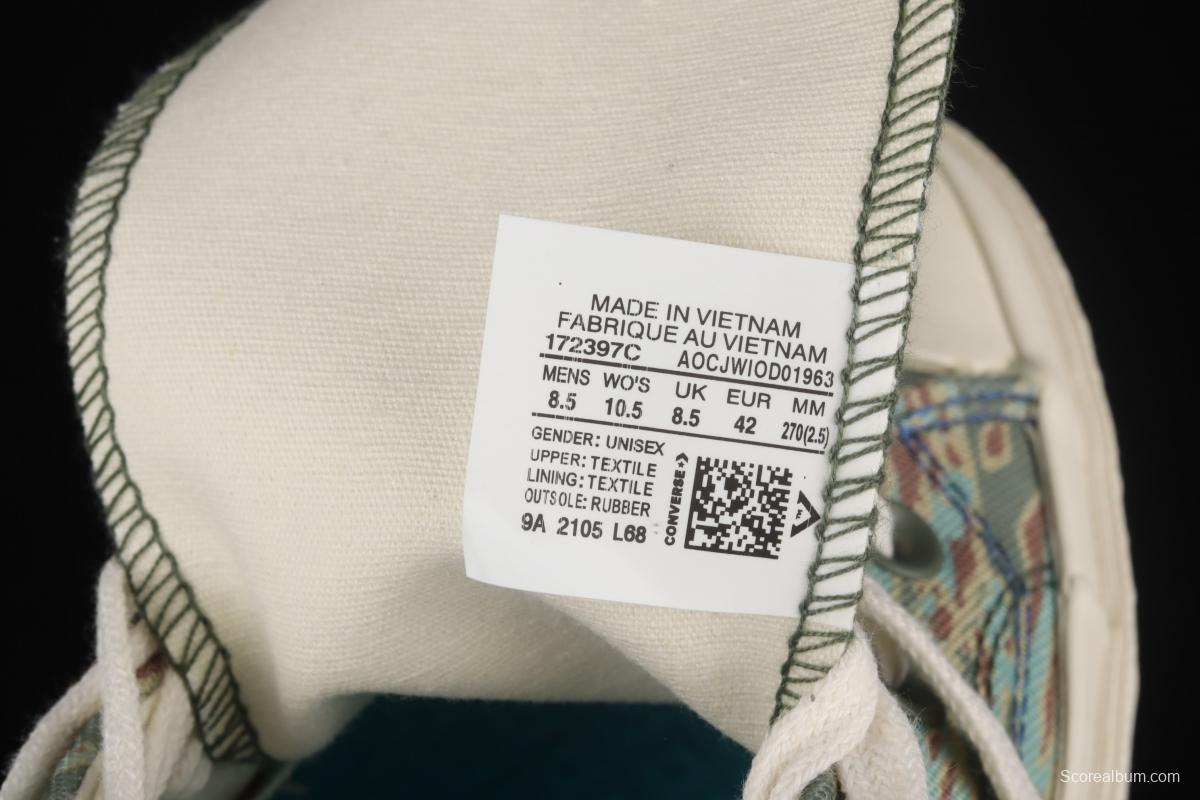 MADE IN VIETNAM
FABRIQUE AU VIETNAM
172397C AOCJWIOD01963
MENS WO'S UK EUR MM
8.5 10.5 8.5 42 270(2.5)
GENDER: UNISEX
UPPER: TEXTILE
LINING: TEXTILE
OUTSOLE: RUBBER
9A 2105 L68
CONVERSE
Scorealbum.com